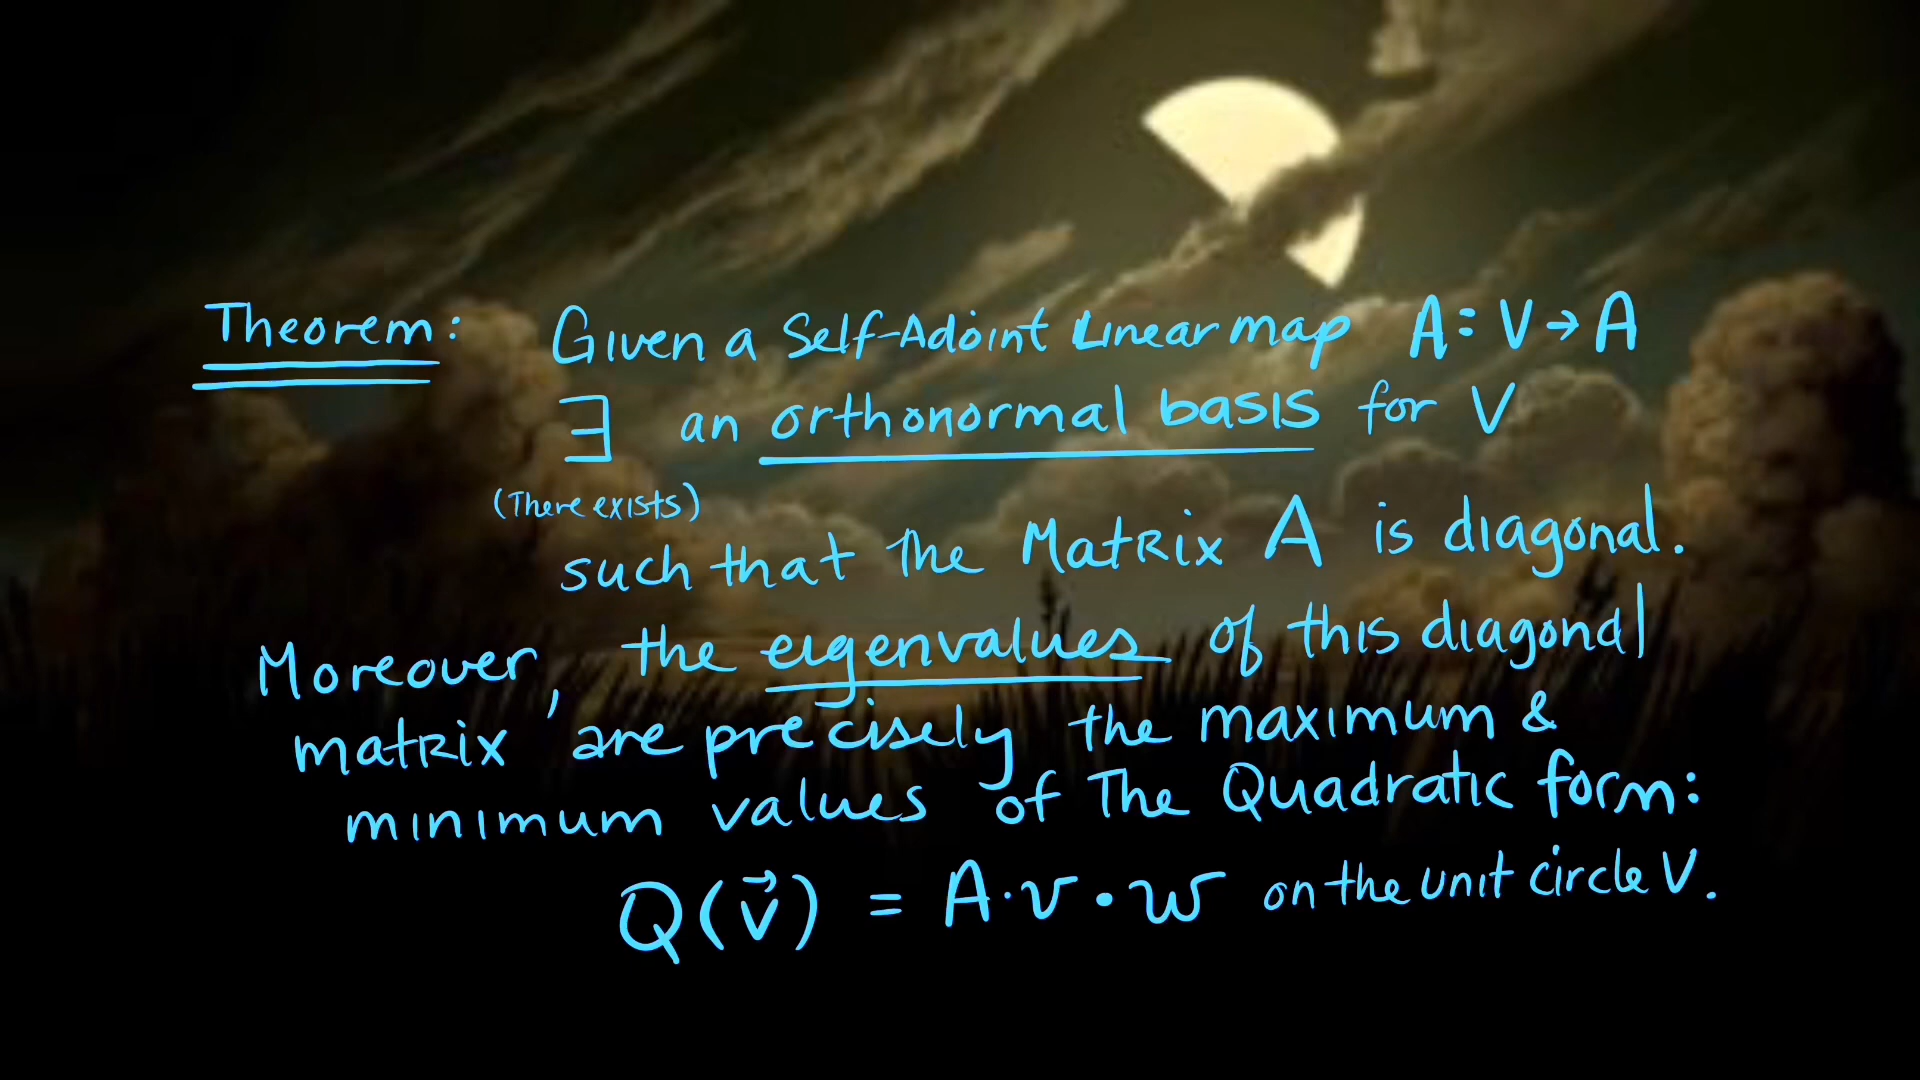 Theorem: Given a Self-Adoint Linear map A: V → A
∃ an orthonormal basis for V
(There exists)
such that the Matrix A is diagonal.
Moreover, the eigenvalues of this diagonal
matrix are precisely the maximum &
minimum values of The Quadratic form:
Q(v⃗) = A·v • w on the unit circle V.